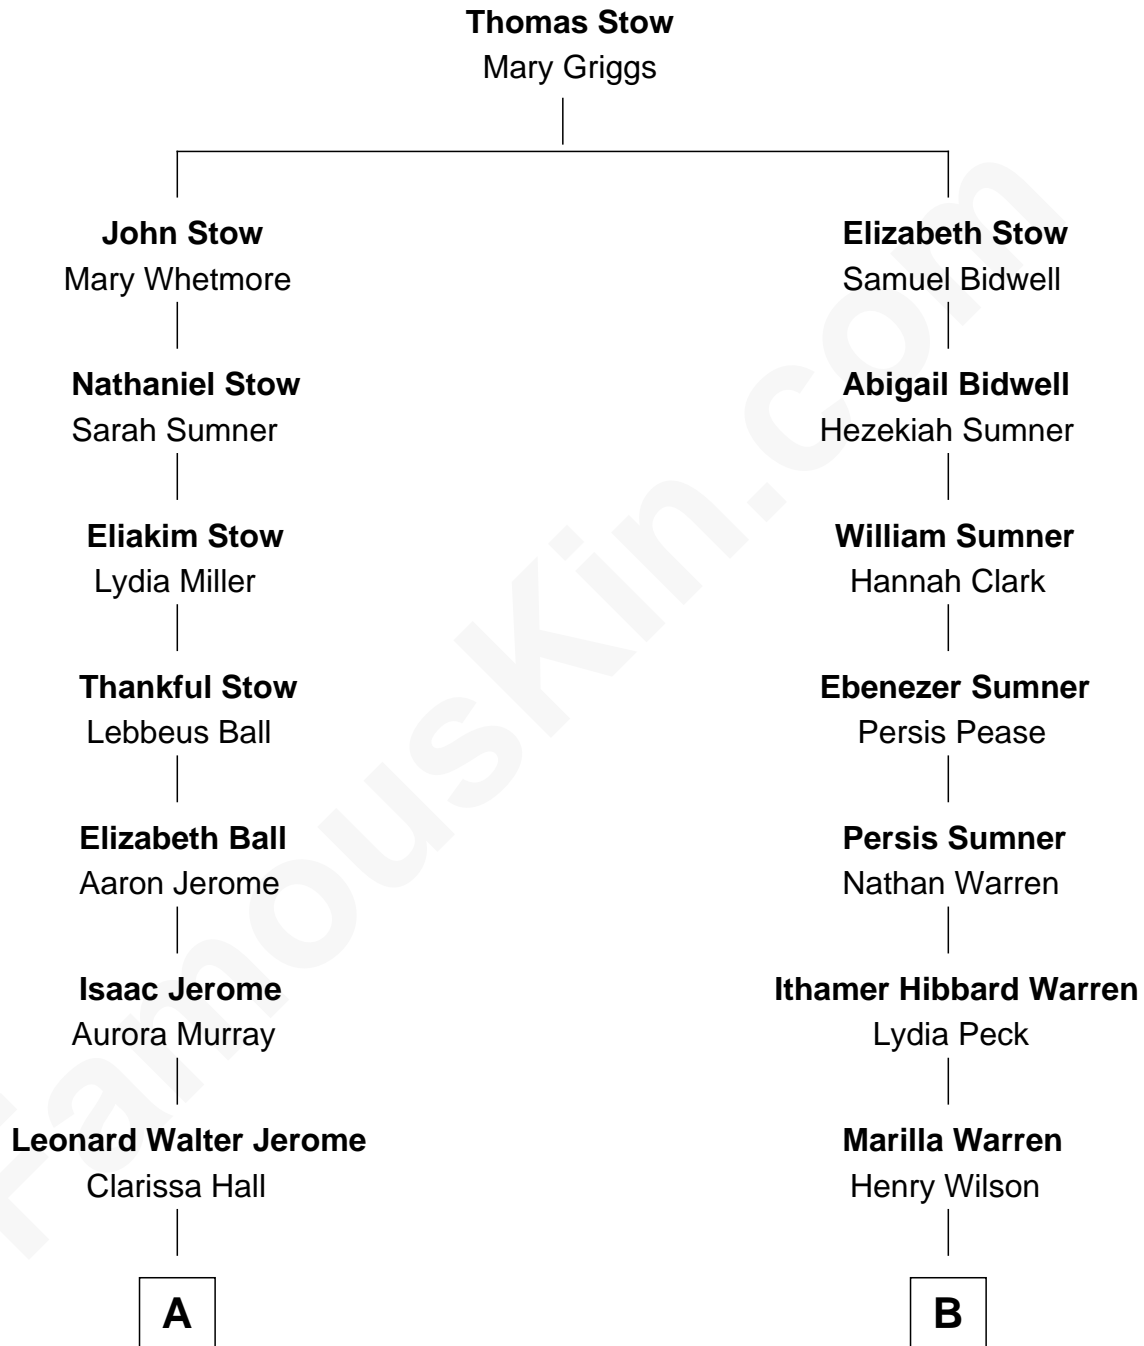 Thomas Stow
Mary Griggs
John Stow
Mary Whetmore
Elizabeth Stow
Samuel Bidwell
Nathaniel Stow
Sarah Sumner
Abigail Bidwell
Hezekiah Sumner
Eliakim Stow
Lydia Miller
William Sumner
Hannah Clark
Thankful Stow
Lebbeus Ball
Ebenezer Sumner
Persis Pease
Elizabeth Ball
Aaron Jerome
Persis Sumner
Nathan Warren
Isaac Jerome
Aurora Murray
Ithamer Hibbard Warren
Lydia Peck
Leonard Walter Jerome
Clarissa Hall
Marilla Warren
Henry Wilson
A
B
FamousKin.com